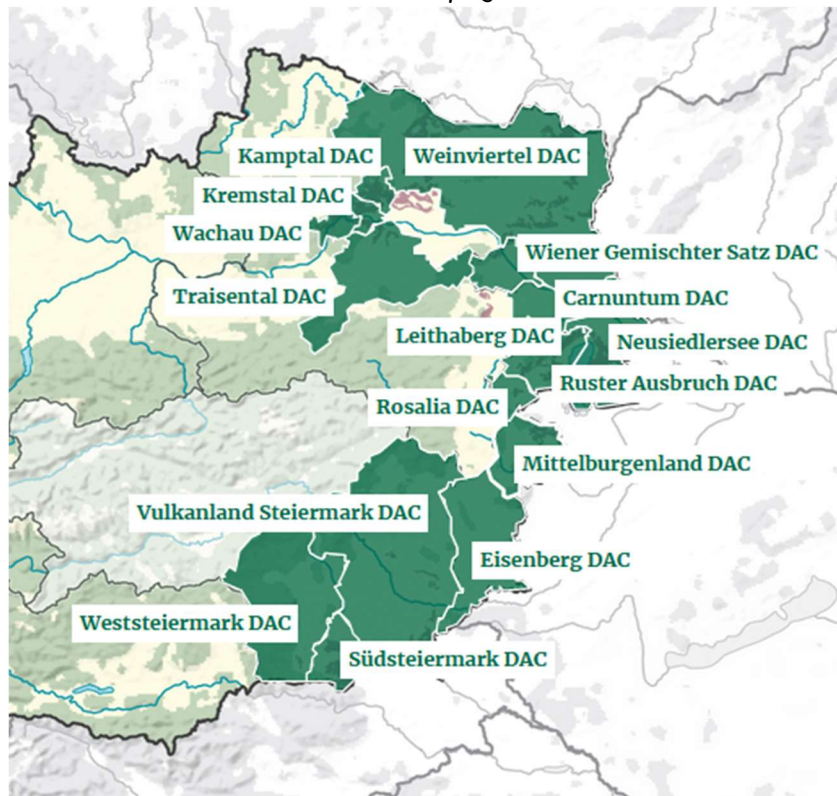 Kamptal DAC
Weinviertel DAC
Kremstal DAC
Wachau DAC
Wiener Gemischter Satz DAC
Traisental DAC
Carnuntum DAC
Leithaberg DAC
Neusiedlersee DAC
Ruster Ausbruch DAC
Rosalia DAC
Mittelburgenland DAC
Vulkanland Steiermark DAC
Eisenberg DAC
Weststeiermark DAC
Südsteiermark DAC